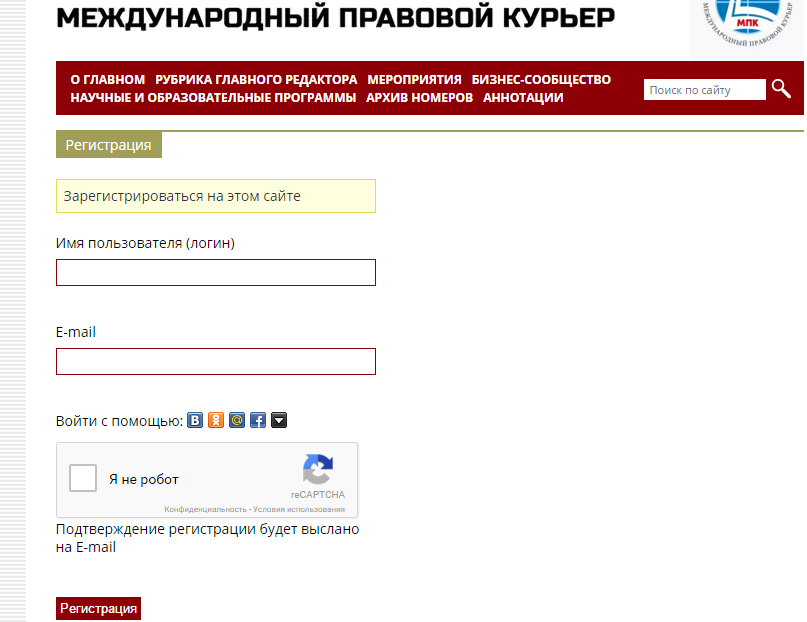 МЕЖДУНАРОДНЫЙ ПРАВОВОЙ КУРЬЕР
МПК
МЕЖДУНАРОДНЫЙ ПРАВОВОЙ КУРЬЕР
О ГЛАВНОМ РУБРИКА ГЛАВНОГО РЕДАКТОРА МЕРОПРИЯТИЯ БИЗНЕС-СООБЩЕСТВО
НАУЧНЫЕ И ОБРАЗОВАТЕЛЬНЫЕ ПРОГРАММЫ АРХИВ НОМЕРОВ АННОТАЦИИ
Поиск по сайту
Регистрация
Зарегистрироваться на этом сайте
Имя пользователя (логин)
E-mail
Войти с помощью:
Я не робот
reCAPTCHA
Конфиденциальность - Условия использования
Подтверждение регистрации будет выслано
на E-mail
Регистрация